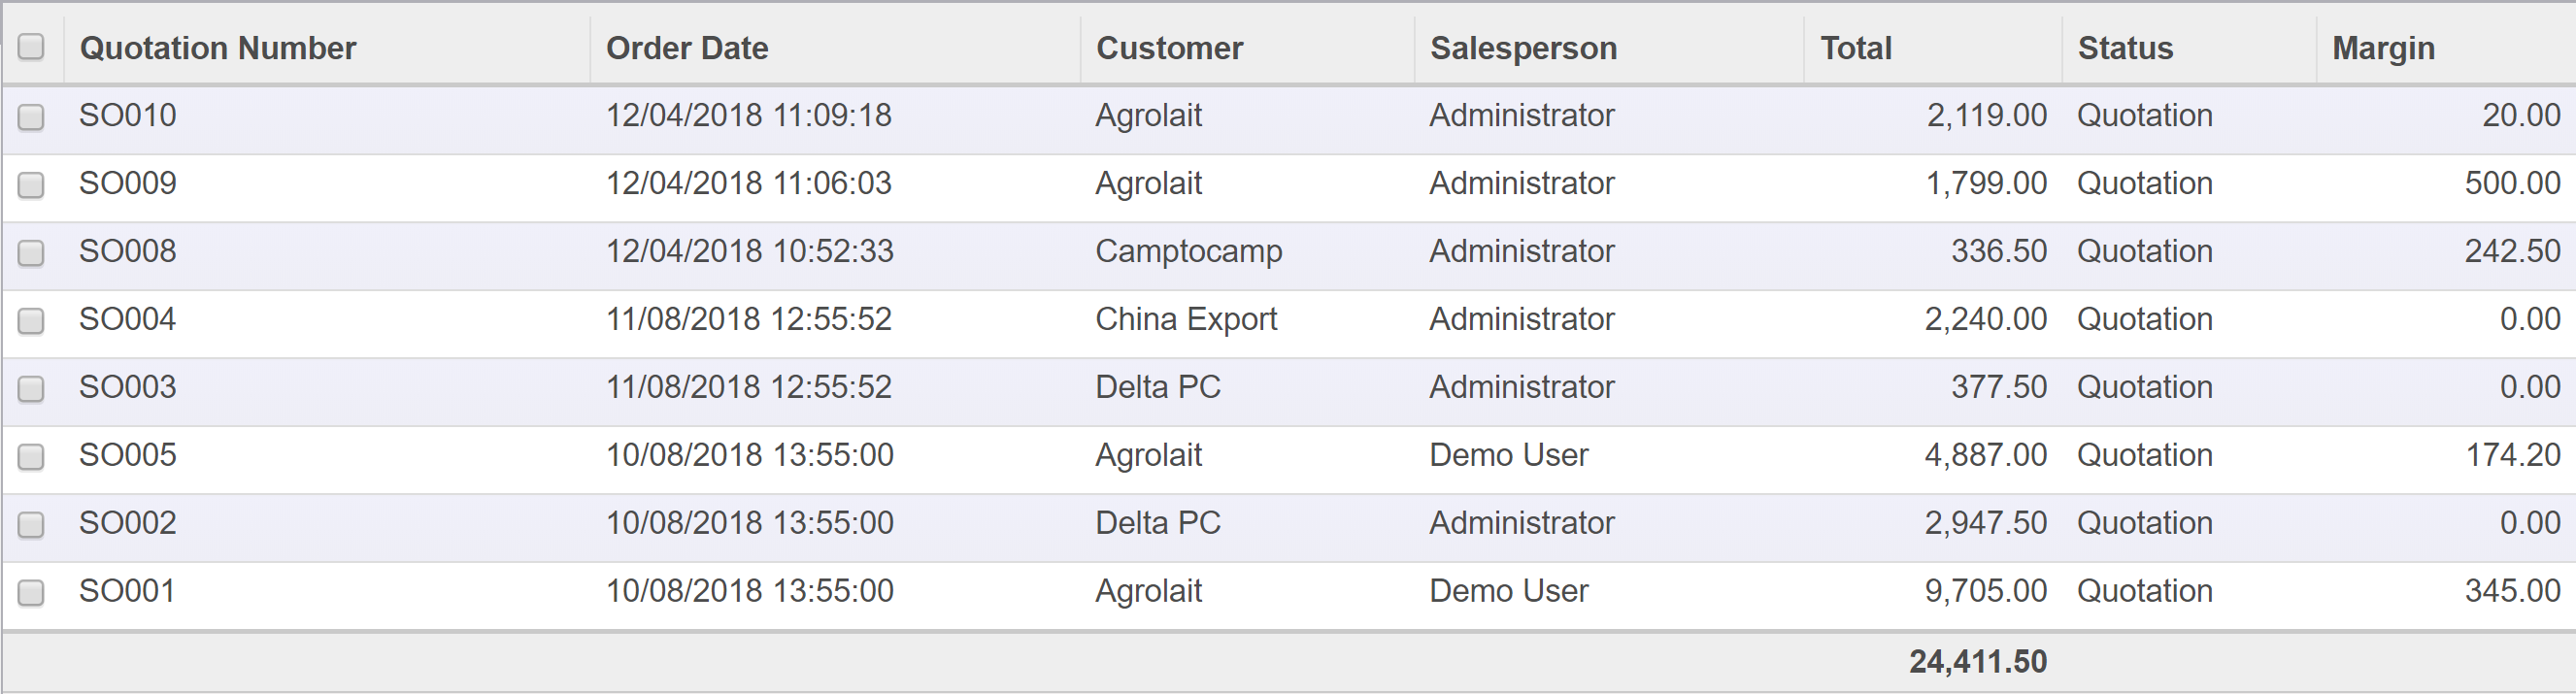 Quotation Number Order Date Customer Salesperson Total Status Margin
SO010 12/04/2018 11:09:18 Agrolait Administrator 2,119.00 Quotation 20.00
SO009 12/04/2018 11:06:03 Agrolait Administrator 1,799.00 Quotation 500.00
SO008 12/04/2018 10:52:33 Camptocamp Administrator 336.50 Quotation 242.50
SO004 11/08/2018 12:55:52 China Export Administrator 2,240.00 Quotation 0.00
SO003 11/08/2018 12:55:52 Delta PC Administrator 377.50 Quotation 0.00
SO005 10/08/2018 13:55:00 Agrolait Demo User 4,887.00 Quotation 174.20
SO002 10/08/2018 13:55:00 Delta PC Administrator 2,947.50 Quotation 0.00
SO001 10/08/2018 13:55:00 Agrolait Demo User 9,705.00 Quotation 345.00
24,411.50